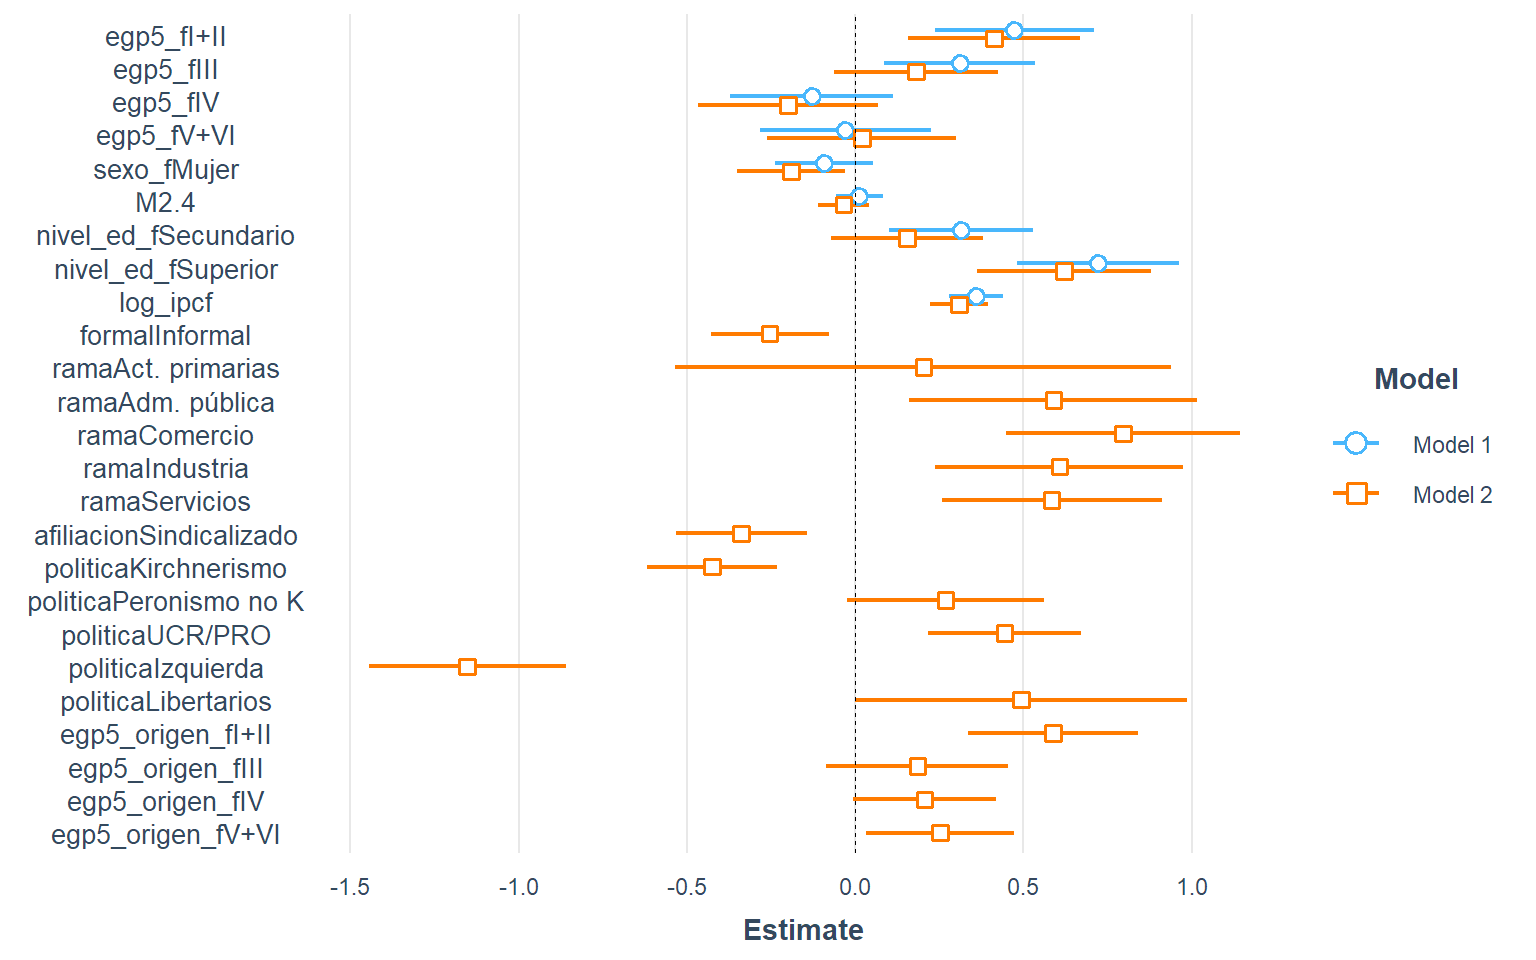 egp5_fI+II
egp5_fIII
egp5_fIV
egp5_fV+VI
sexo_fMujer
M2.4
nivel_ed_fSecundario
nivel_ed_fSuperior
log_ipcf
formalInformal
ramaAct. primarias
ramaAdm. pública
ramaComercio
ramaIndustria
ramaServicios
afiliacionSindicalizado
politicaKirchnerismo
politicaPeronismo no K
politicaUCR/PRO
politicaIzquierda
politicaLibertarios
egp5_origen_fI+II
egp5_origen_fIII
egp5_origen_fIV
egp5_origen_fV+VI
-1.5 -1.0 -0.5 0.0 0.5 1.0
Estimate
Model
Model 1
Model 2